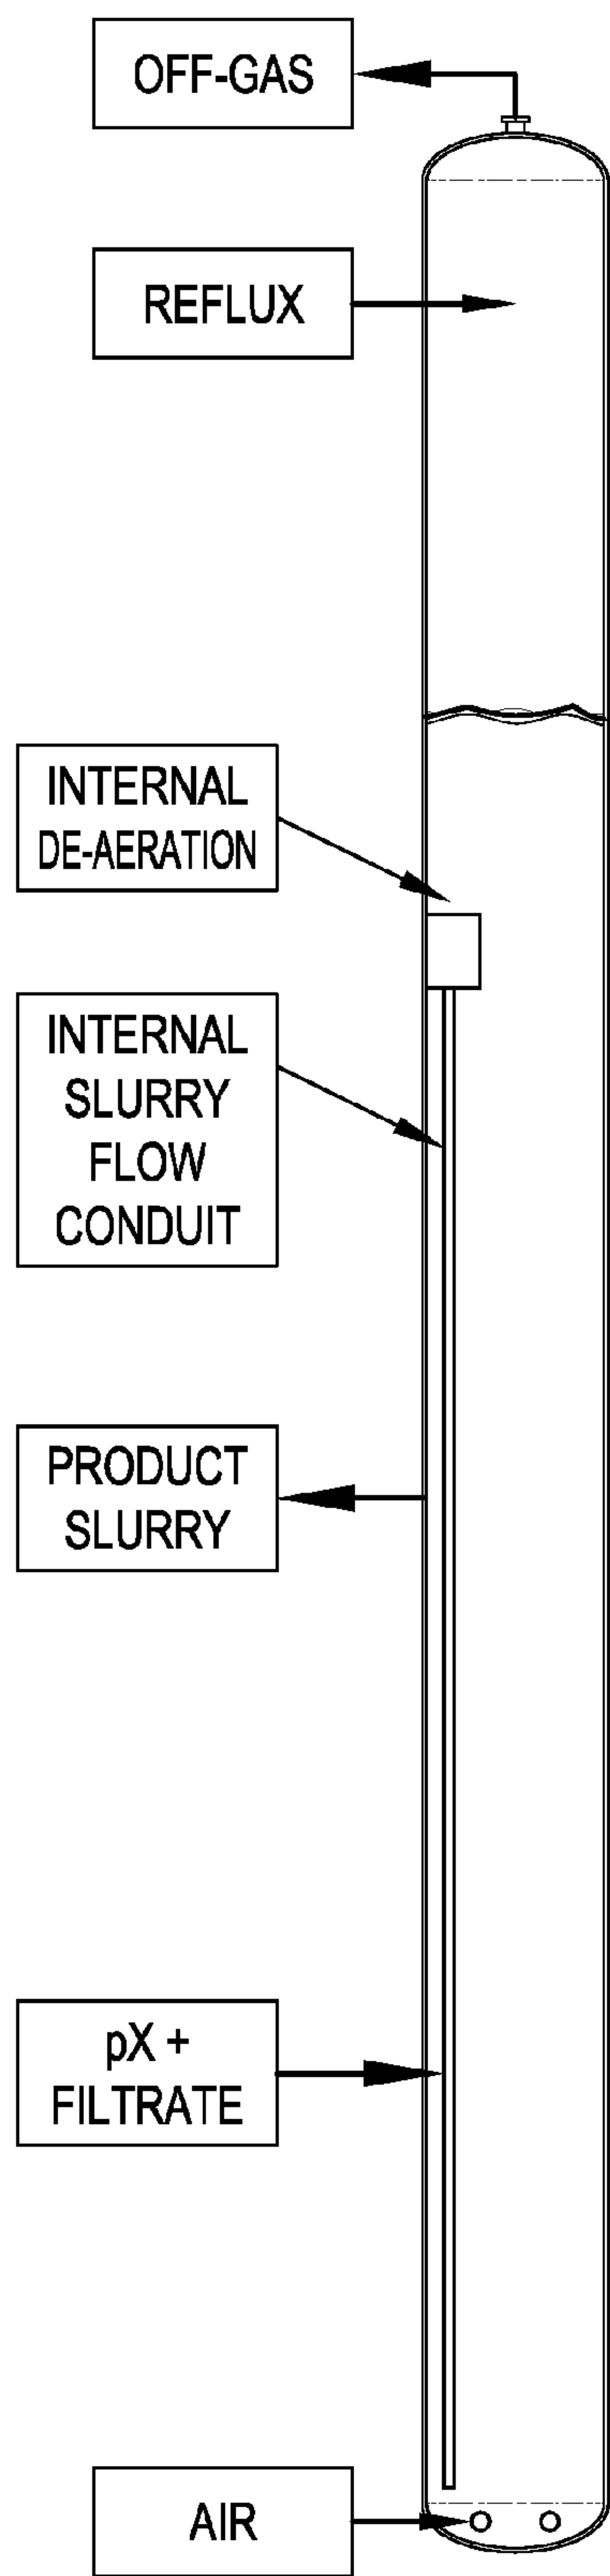 OFF-GAS
REFLUX
INTERNAL
DE-AERATION
INTERNAL
SLURRY
FLOW
CONDUIT
PRODUCT
SLURRY
pX +
FILTRATE
AIR